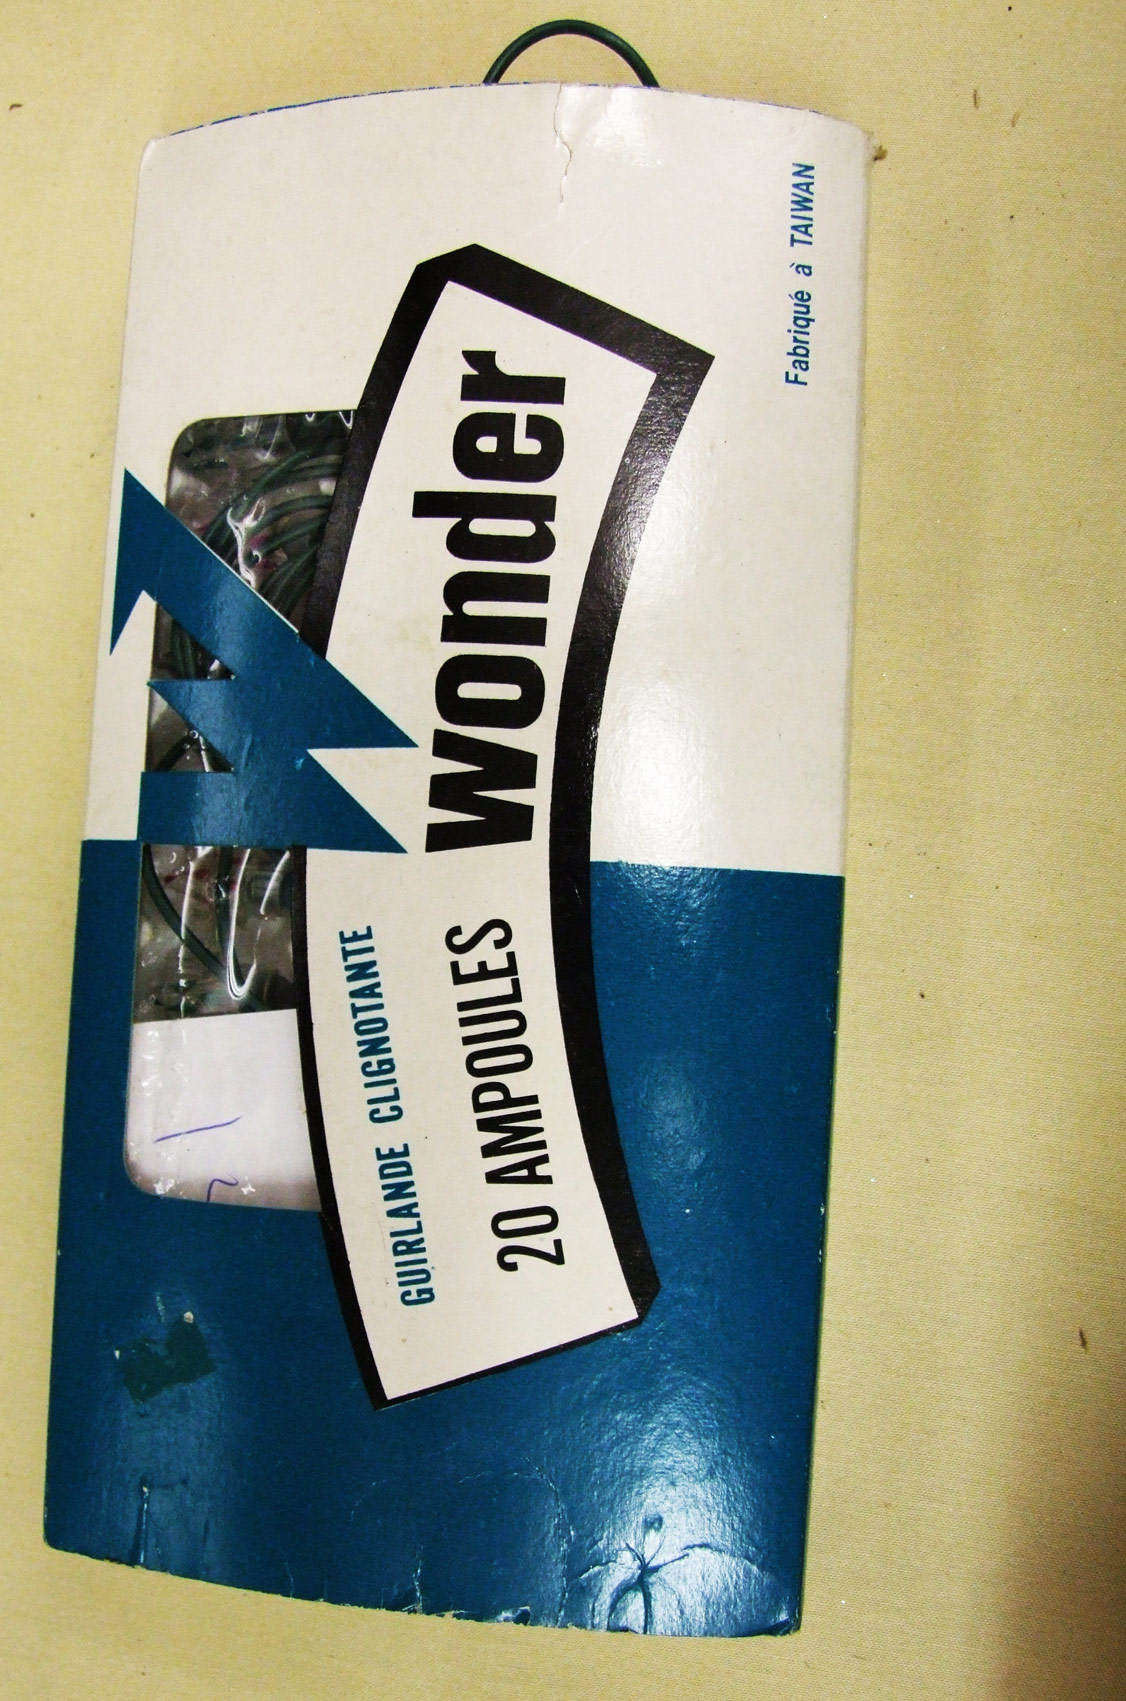 GUIRLANDE CLIGNOTANTE
20 AMPOULES wonder
Fabriqué à TAIWAN